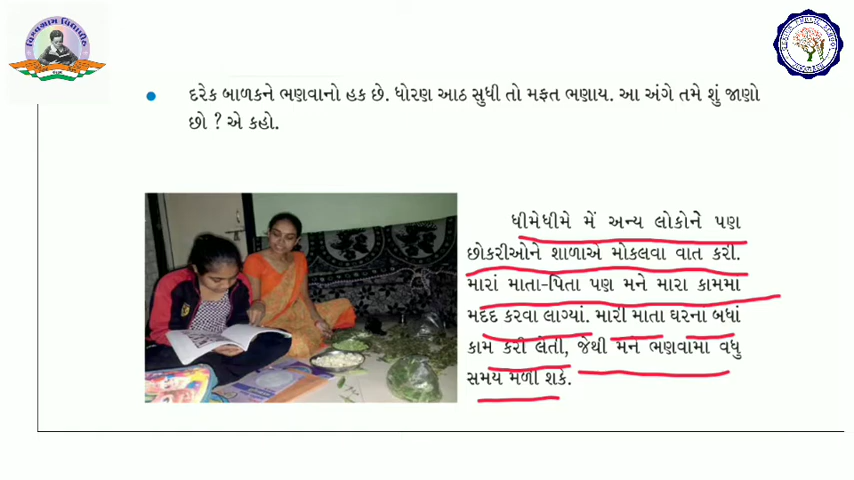 વિશ્વગ્રામ વિદ્યાપીઠ
દરેક બાળકને ભણવાનો હક છે. ધોરણ આઠ સુધી તો મફત ભણાય. આ અંગે તમે શું જાણો
છો ? એ કહો.
ધીમેધીમે મેં અન્ય લોકોને પણ
છોકરીઓને શાળાએ મોકલવા વાત કરી.
મારાં માતા-પિતા પણ મને મારા કામમા
મદદ કરવા લાગ્યાં. મારી માતા ઘરના બધાં
કામ કરી લેતી, જેથી મને ભણવામા વધુ
સમય મળી શકે.